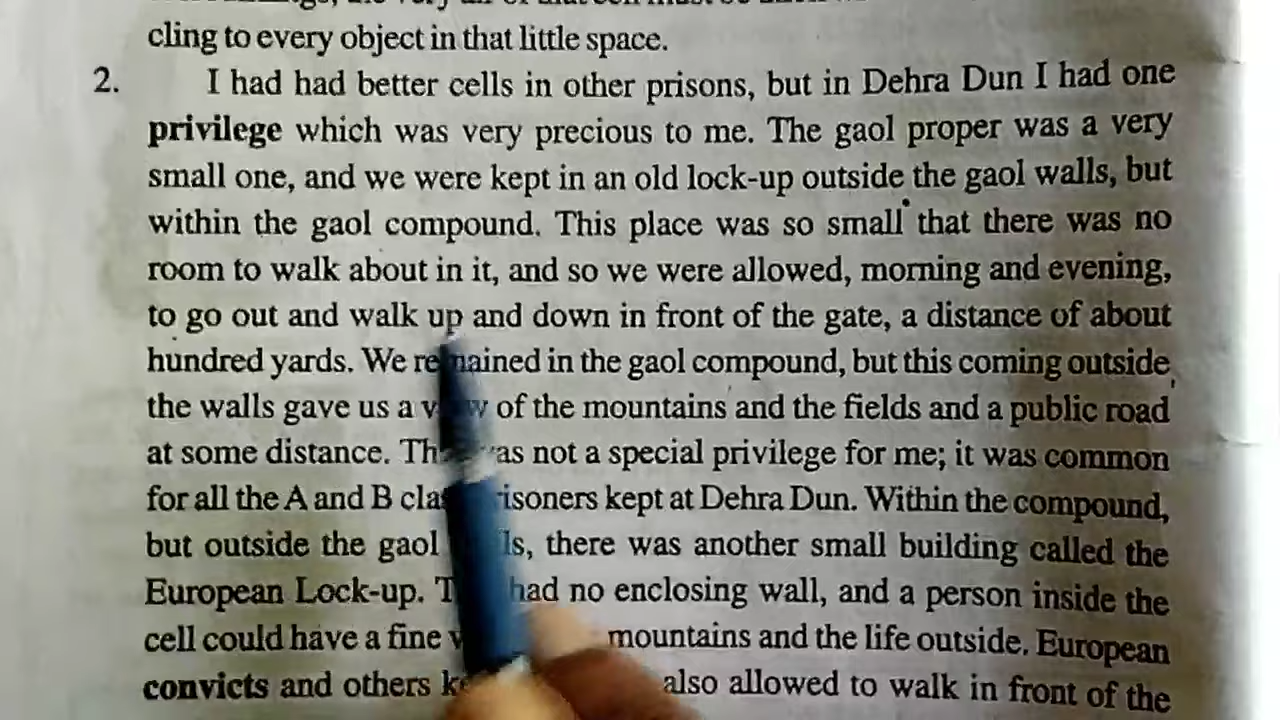 cling to every object in that little space.
2. I had had better cells in other prisons, but in Dehra Dun I had one
privilege which was very precious to me. The gaol proper was a very
small one, and we were kept in an old lock-up outside the gaol walls, but
within the gaol compound. This place was so small that there was no
room to walk about in it, and so we were allowed, morning and evening,
to go out and walk up and down in front of the gate, a distance of about
hundred yards. We remained in the gaol compound, but this coming outside
the walls gave us a view of the mountains and the fields and a public road
at some distance. was not a special privilege for me; it was common
for all the A and B kept at Dehra Dun. Within the compound,
but outside the gaol there was another small building called the
European Lock-up. had no enclosing wall, and a person inside the
cell could have a fine mountains and the life outside. European
convicts and others also allowed to walk in front of the